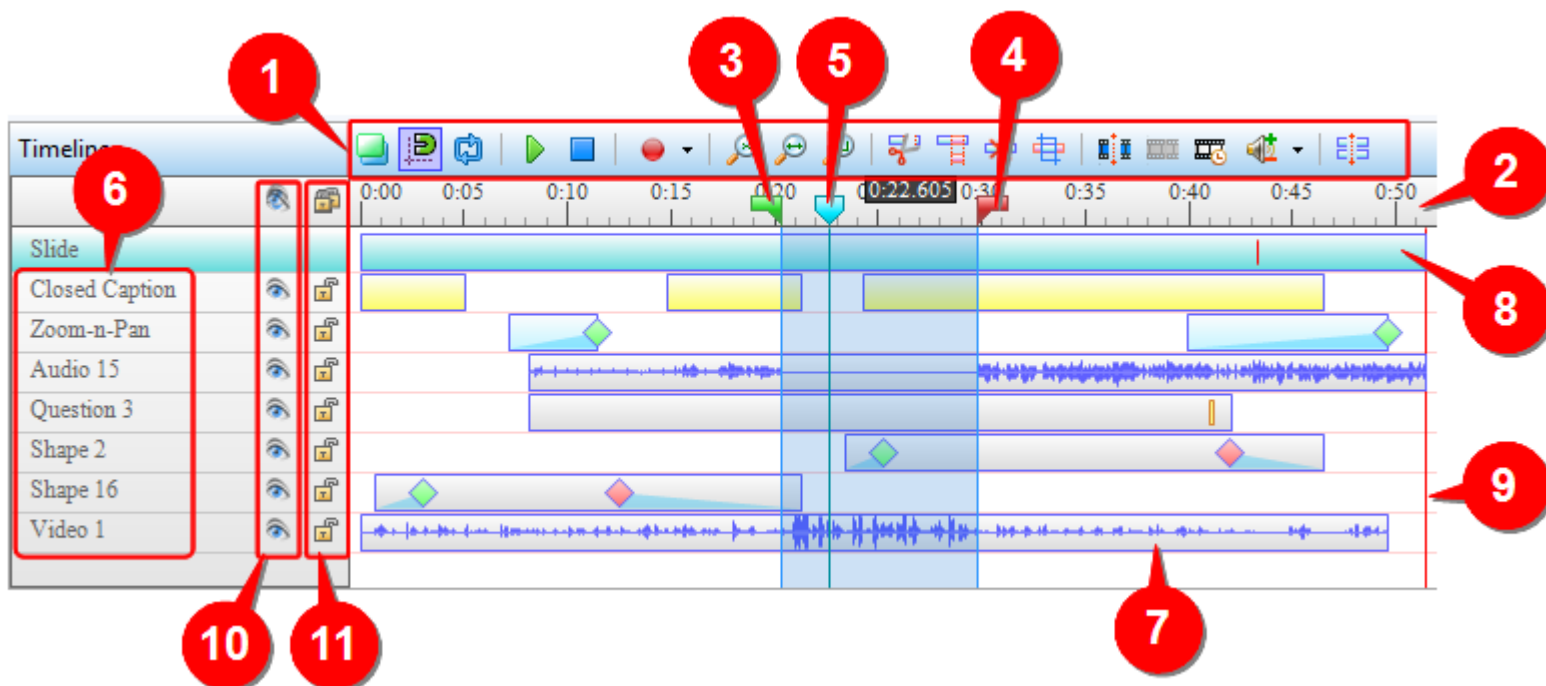 3 5 4
1
Timeline
6
0:00 0:05 0:10 0:15 0:20 0:22.605 0:30 0:35 0:40 0:45 0:50
2
Slide
Closed Caption
8
Zoom-n-Pan
Audio 15
Question 3
Shape 2
Shape 16
9
Video 1
10 11 7